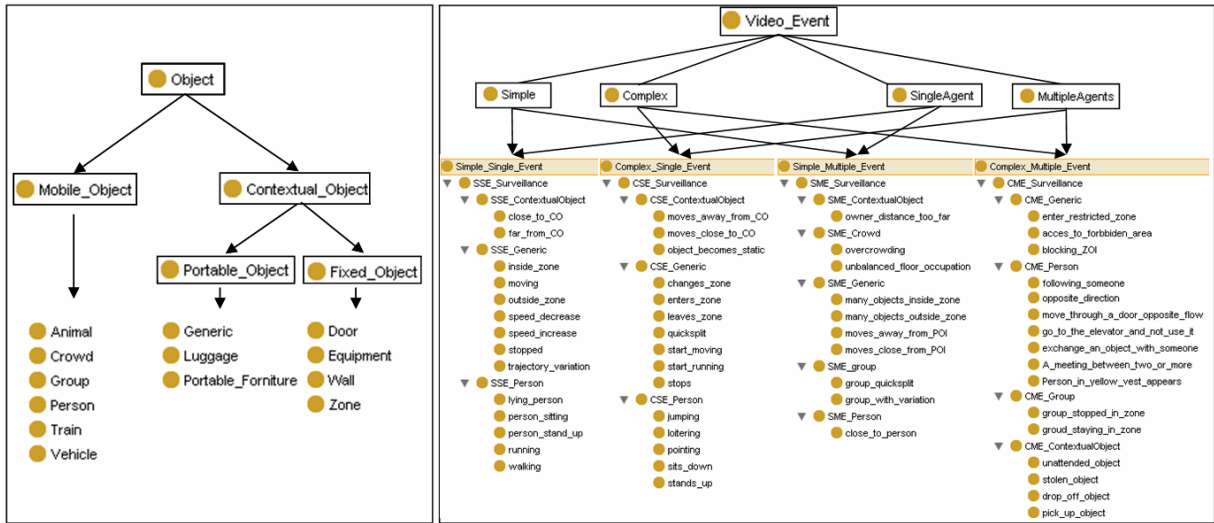 Object
Mobile_Object
Contextual_Object
Portable_Object
Fixed_Object
Animal
Crowd
Group
Person
Train
Vehicle
Generic
Luggage
Portable_Forniture
Door
Equipment
Wall
Zone
Video_Event
Simple
Complex
SingleAgent
MultipleAgents
Simple_Single_Event
SSE_Surveillance
SSE_ContextualObject
close_to_CO
far_from_CO
SSE_Generic
inside_zone
moving
outside_zone
speed_decrease
speed_increase
stopped
trajectory_variation
SSE_Person
lying_person
person_sitting
person_stand_up
running
walking
Complex_Single_Event
CSE_Surveillance
CSE_ContextualObject
moves_away_from_CO
moves_close_to_CO
object_becomes_static
CSE_Generic
changes_zone
enters_zone
leaves_zone
quicksplit
start_moving
start_running
stops
CSE_Person
jumping
loitering
pointing
sits_down
stands_up
Simple_Multiple_Event
SME_Surveillance
SME_ContextualObject
owner_distance_too_far
SME_Crowd
overcrowding
unbalanced_floor_occupation
SME_Generic
many_objects_inside_zone
many_objects_outside_zone
moves_away_from_POI
moves_close_from_POI
SME_group
group_quicksplit
group_with_variation
SME_Person
close_to_person
Complex_Multiple_Event
CME_Surveillance
CME_Generic
enter_restricted_zone
acces_to_forbbiden_area
blocking_ZOI
CME_Person
following_someone
opposite_direction
move_through_a_door_opposite_flow
go_to_the_elevator_and_not_use_it
exchange_an_object_with_someone
A_meeting_between_two_or_more
Person_in_yellow_vest_appears
CME_Group
group_stopped_in_zone
groud_staying_in_zone
CME_ContextualObject
unattended_object
stolen_object
drop_off_object
pick_up_object